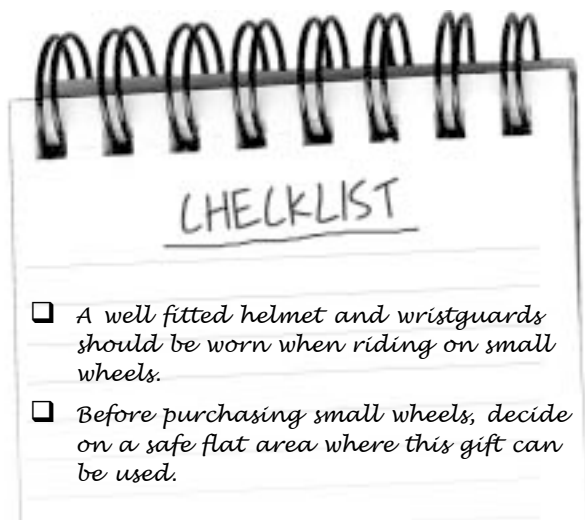 CHECKLIST
❑ A well fitted helmet and wristguards
should be worn when riding on small
wheels.
❑ Before purchasing small wheels, decide
on a safe flat area where this gift can
be used.